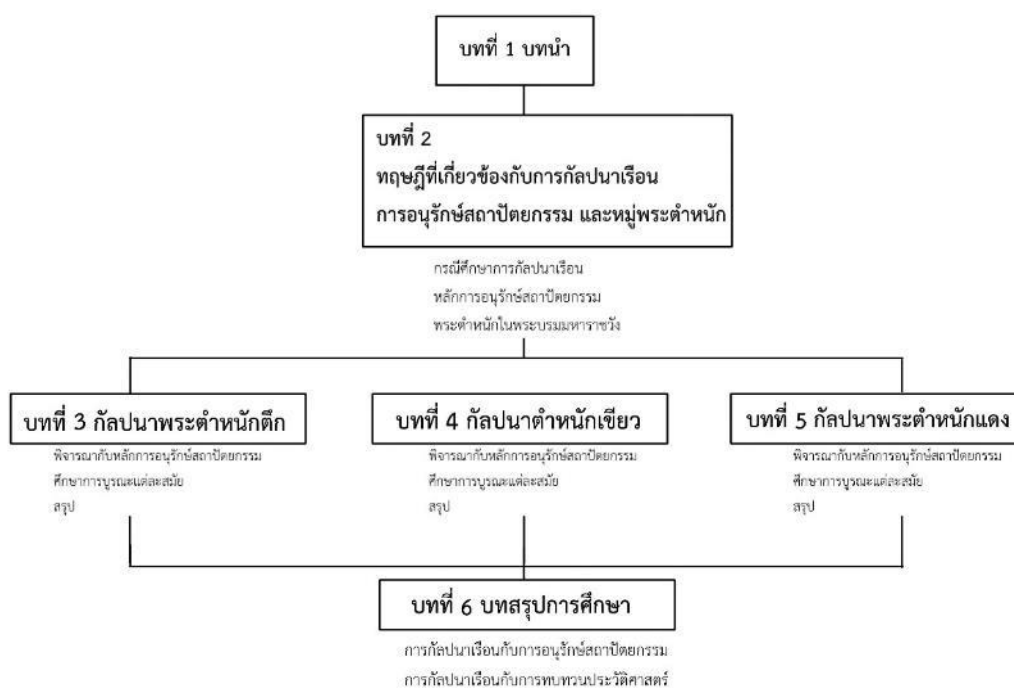 บทที่ 1 บทนำ
บทที่ 2
ทฤษฎีที่เกี่ยวข้องกับการกัลปนาเรือน
การอนุรักษ์สถาปัตยกรรม และหมู่พระตำหนัก
กรณีศึกษาการกัลปนาเรือน
หลักการอนุรักษ์สถาปัตยกรรม
พระตำหนักในพระบรมมหาราชวัง
บทที่ 3 กัลปนาพระตำหนักตึก
พิจารณากับหลักการอนุรักษ์สถาปัตยกรรม
ศึกษาการบูรณะแต่ละสมัย
สรุป
บทที่ 4 กัลปนาตำหนักเขียว
พิจารณากับหลักการอนุรักษ์สถาปัตยกรรม
ศึกษาการบูรณะแต่ละสมัย
สรุป
บทที่ 5 กัลปนาพระตำหนักแดง
พิจารณากับหลักการอนุรักษ์สถาปัตยกรรม
ศึกษาการบูรณะแต่ละสมัย
สรุป
บทที่ 6 บทสรุปการศึกษา
การกัลปนาเรือนกับการอนุรักษ์สถาปัตยกรรม
การกัลปนาเรือนกับการทบทวนประวัติศาสตร์